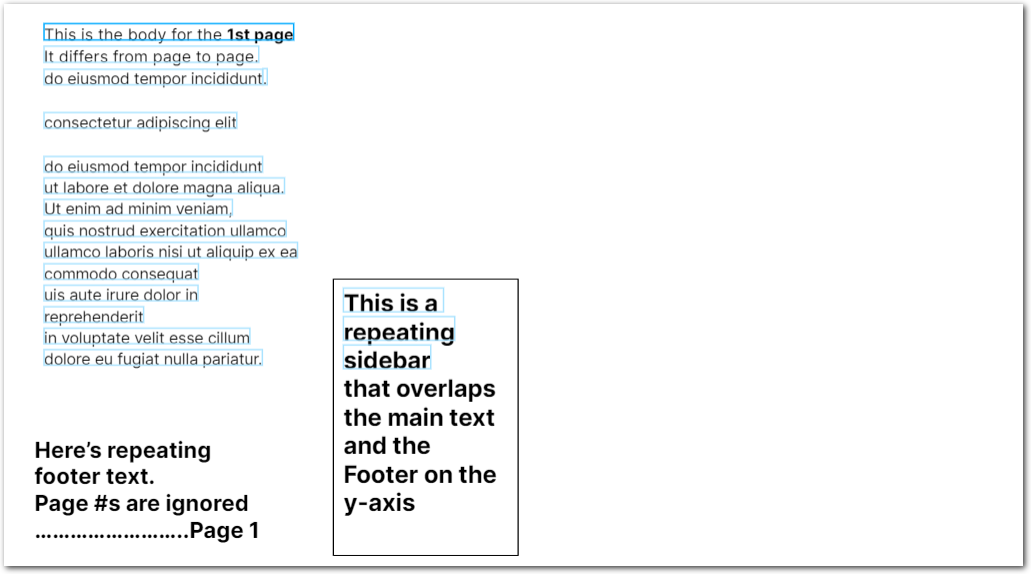 This is the body for the 1st page
It differs from page to page.
do eiusmod tempor incididunt.
consectetur adipiscing elit
do eiusmod tempor incididunt
ut labore et dolore magna aliqua.
Ut enim ad minim veniam,
quis nostrud exercitation ullamco
ullamco laboris nisi ut aliquip ex ea
commodo consequat
uis aute irure dolor in
reprehenderit
in voluptate velit esse cillum
dolore eu fugiat nulla pariatur.
This is a
repeating
sidebar
that overlaps
the main text
and the
Footer on the
y-axis
Here’s repeating
footer text.
Page #s are ignored
……………………..Page 1